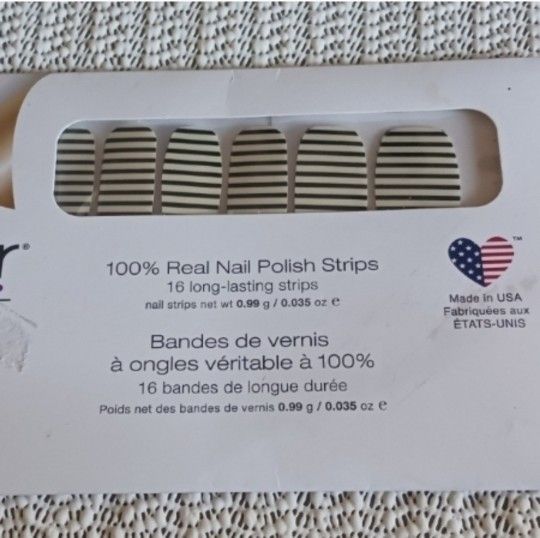 r®
100% Real Nail Polish Strips
16 long-lasting strips
nail strips net wt 0.99 g / 0.035 oz e
Bandes de vernis
à ongles véritable à 100%
16 bandes de longue durée
Poids net des bandes de vernis 0.99 g / 0.035 oz e
TM
Made in USA
Fabriquées aux
ÉTATS-UNIS